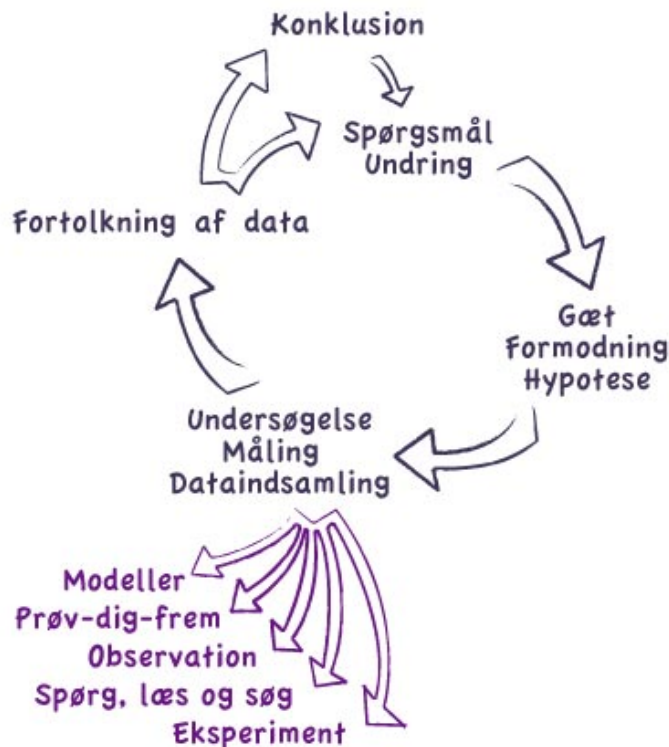 Konklusion
Spørgsmål
Undring
Fortolkning af data
Gæt
Formodning
Hypotese
Undersøgelse
Måling
Dataindsamling
Modeller
Prøv-dig-frem
Observation
Spørg, læs og søg
Eksperiment